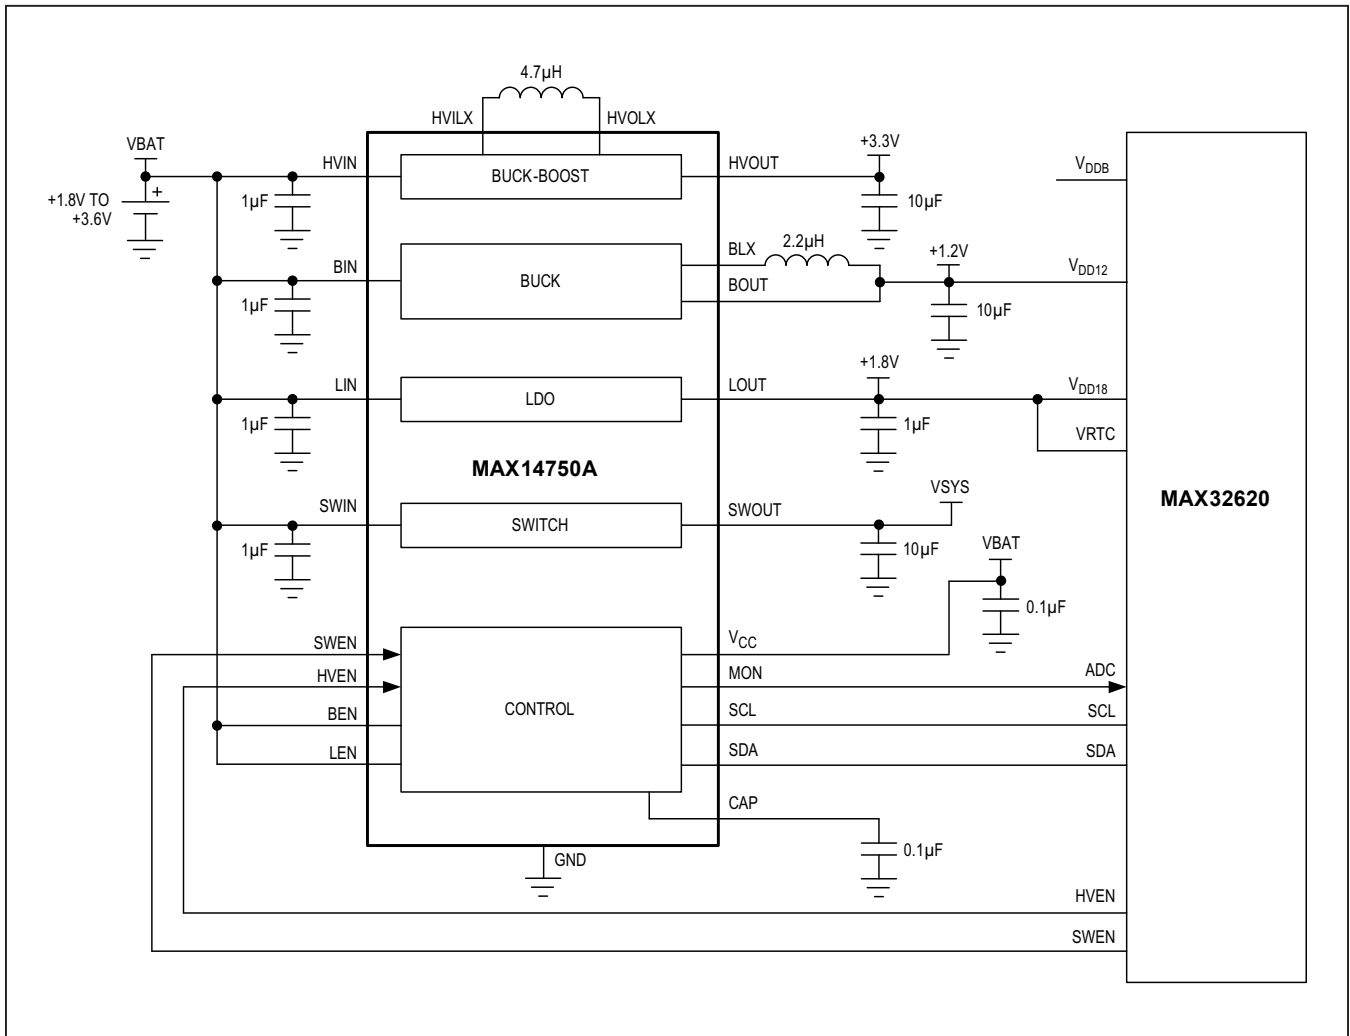 4.7µH
HVILX
HVOLX
VBAT
+3.3V
HVIN
BUCK-BOOST
HVOUT
V_DDB
+1.8V TO
+3.6V
+
1µF
10µF
BLX
2.2µH
+1.2V
BIN
BUCK
BOUT
V_DD12
1µF
10µF
+1.8V
LIN
LDO
LOUT
V_DD18
1µF
1µF
VRTC
MAX14750A
MAX32620
VSYS
SWIN
SWITCH
SWOUT
1µF
10µF
VBAT
0.1µF
SWEN
V_CC
HVEN
MON
ADC
BEN
CONTROL
SCL
SCL
LEN
SDA
SDA
CAP
0.1µF
GND
HVEN
SWEN